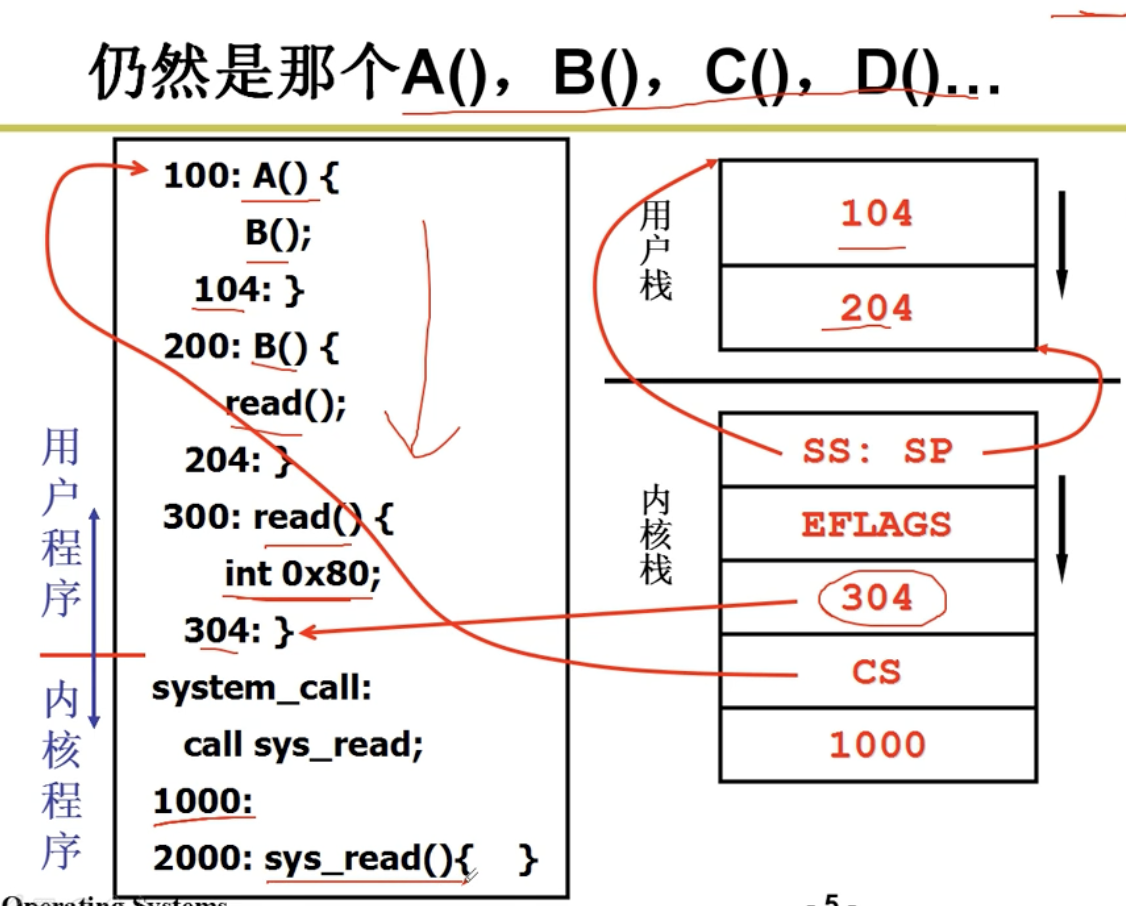 仍然是那个A()，B()，C()，D()…
100: A() {
B();
104: }
200: B() {
read();
204: }
300: read() {
int 0x80;
304: }
system_call:
call sys_read;
1000:
2000: sys_read(){ }
用户程序
内核程序
用户栈
104
204
内核栈
SS: SP
EFLAGS
304
CS
1000
Operating Systems
- 5 -